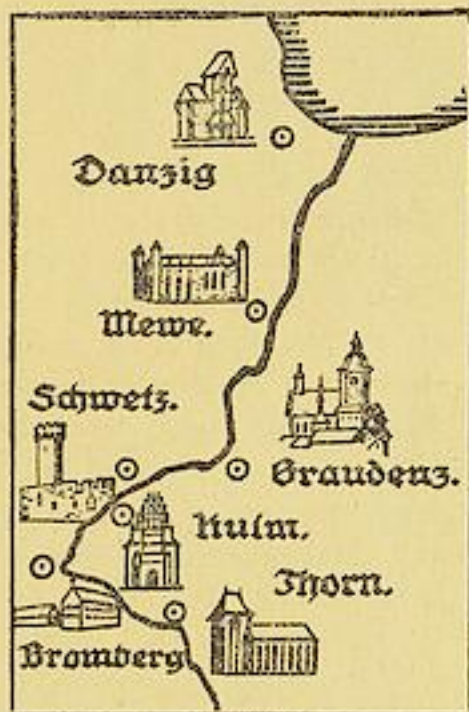 Danzig
Mewe.
Schwetz.
Graudenz.
Kulm.
Thorn.
Bromberg